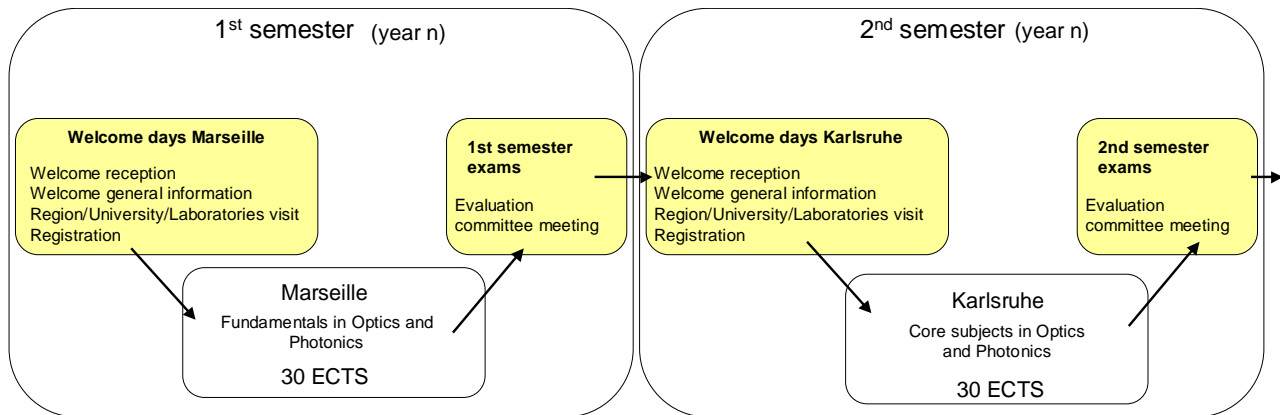 1st semester (year n)
Welcome days Marseille
Welcome reception
Welcome general information
Region/University/Laboratories visit
Registration
1st semester
exams
Evaluation
committee meeting
Marseille
Fundamentals in Optics and
Photonics
30 ECTS
2nd semester (year n)
Welcome days Karlsruhe
Welcome reception
Welcome general information
Region/University/Laboratories visit
Registration
2nd semester
exams
Evaluation
committee meeting
Karlsruhe
Core subjects in Optics
and Photonics
30 ECTS